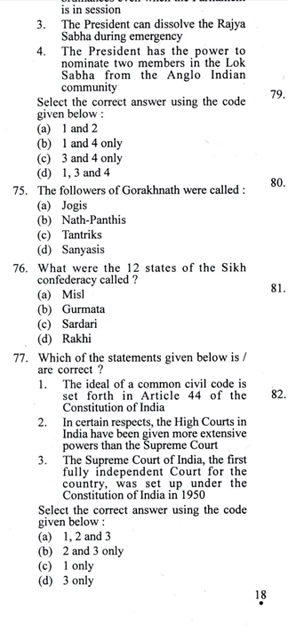 is in session
3. The President can dissolve the Rajya
Sabha during emergency
4. The President has the power to
nominate two members in the Lok
Sabha from the Anglo Indian
community
Select the correct answer using the code
given below :
(a) 1 and 2
(b) 1 and 4 only
(c) 3 and 4 only
(d) 1, 3 and 4
75. The followers of Gorakhnath were called :
(a) Jogis
(b) Nath-Panthis
(c) Tantriks
(d) Sanyasis
76. What were the 12 states of the Sikh
confederacy called ?
(a) Misl
(b) Gurmata
(c) Sardari
(d) Rakhi
77. Which of the statements given below is /
are correct ?
1. The ideal of a common civil code is
set forth in Article 44 of the
Constitution of India
2. In certain respects, the High Courts in
India have been given more extensive
powers than the Supreme Court
3. The Supreme Court of India, the first
fully independent Court for the
country, was set up under the
Constitution of India in 1950
Select the correct answer using the code
given below :
(a) 1, 2 and 3
(b) 2 and 3 only
(c) 1 only
(d) 3 only
79.
80.
81.
82.
18